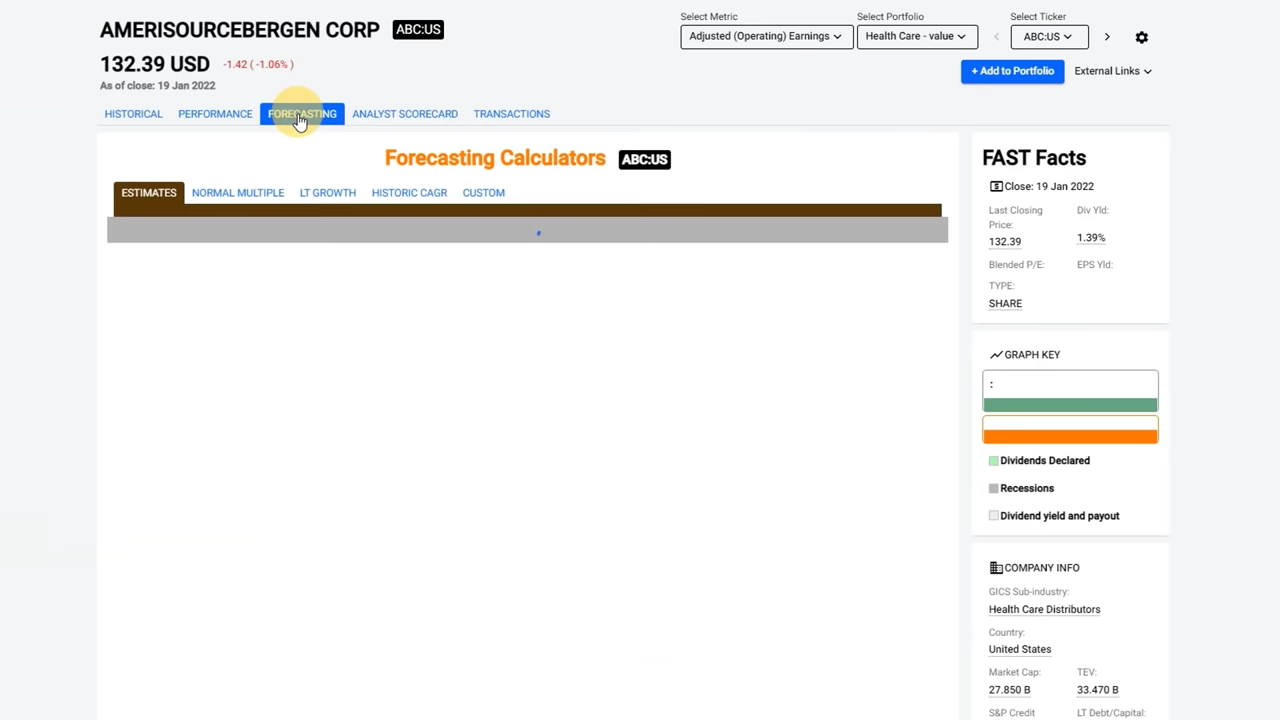 AMERISOURCEBERGEN CORP ABC:US
132.39 USD -1.42 ( -1.06% )
As of close: 19 Jan 2022
Select Metric
Adjusted (Operating) Earnings
Select Portfolio
Health Care - value
Select Ticker
ABC:US
+ Add to Portfolio
External Links
HISTORICAL PERFORMANCE FORECASTING ANALYST SCORECARD TRANSACTIONS
Forecasting Calculators ABC:US
ESTIMATES NORMAL MULTIPLE LT GROWTH HISTORIC CAGR CUSTOM
FAST Facts
Close: 19 Jan 2022
Last Closing
Price:
132.39
Div Yld:
1.39%
Blended P/E: EPS Yld:
TYPE:
SHARE
GRAPH KEY
:
Dividends Declared
Recessions
Dividend yield and payout
COMPANY INFO
GICS Sub-industry:
Health Care Distributors
Country:
United States
Market Cap: TEV:
27.850 B 33.470 B
S&P Credit LT Debt/Capital: